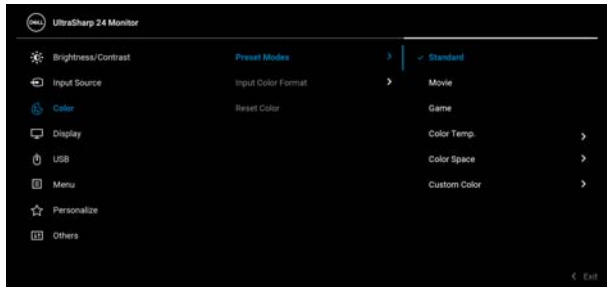 DELL UltraSharp 24 Monitor
Brightness/Contrast Preset Modes > ✓ Standard
Input Source Input Color Format > Movie
Color Reset Color Game
Display Color Temp. >
USB Color Space >
Menu Custom Color >
Personalize
Others
< Exit